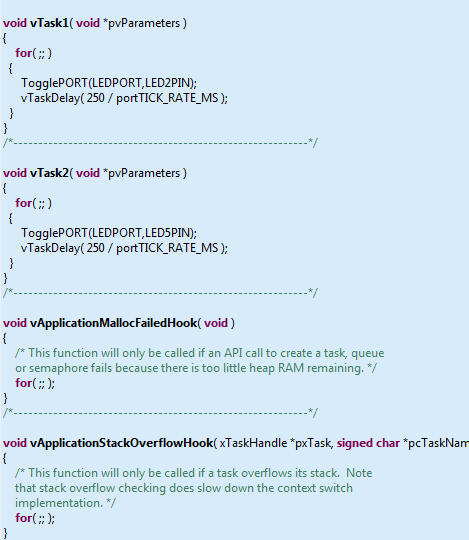 void vTask1( void *pvParameters )
{
for( ;; )
{
TogglePORT(LEDPORT,LED2PIN);
vTaskDelay( 250 / portTICK_RATE_MS );
}
}
/*-----------------------------------------------------------*/
void vTask2( void *pvParameters )
{
for( ;; )
{
TogglePORT(LEDPORT,LED5PIN);
vTaskDelay( 250 / portTICK_RATE_MS );
}
}
/*-----------------------------------------------------------*/
void vApplicationMallocFailedHook( void )
{
/* This function will only be called if an API call to create a task, queue
or semaphore fails because there is too little heap RAM remaining. */
for( ;; );
}
/*-----------------------------------------------------------*/
void vApplicationStackOverflowHook( xTaskHandle *pxTask, signed char *pcTaskNam
{
/* This function will only be called if a task overflows its stack. Note
that stack overflow checking does slow down the context switch
implementation. */
for( ;; );
}